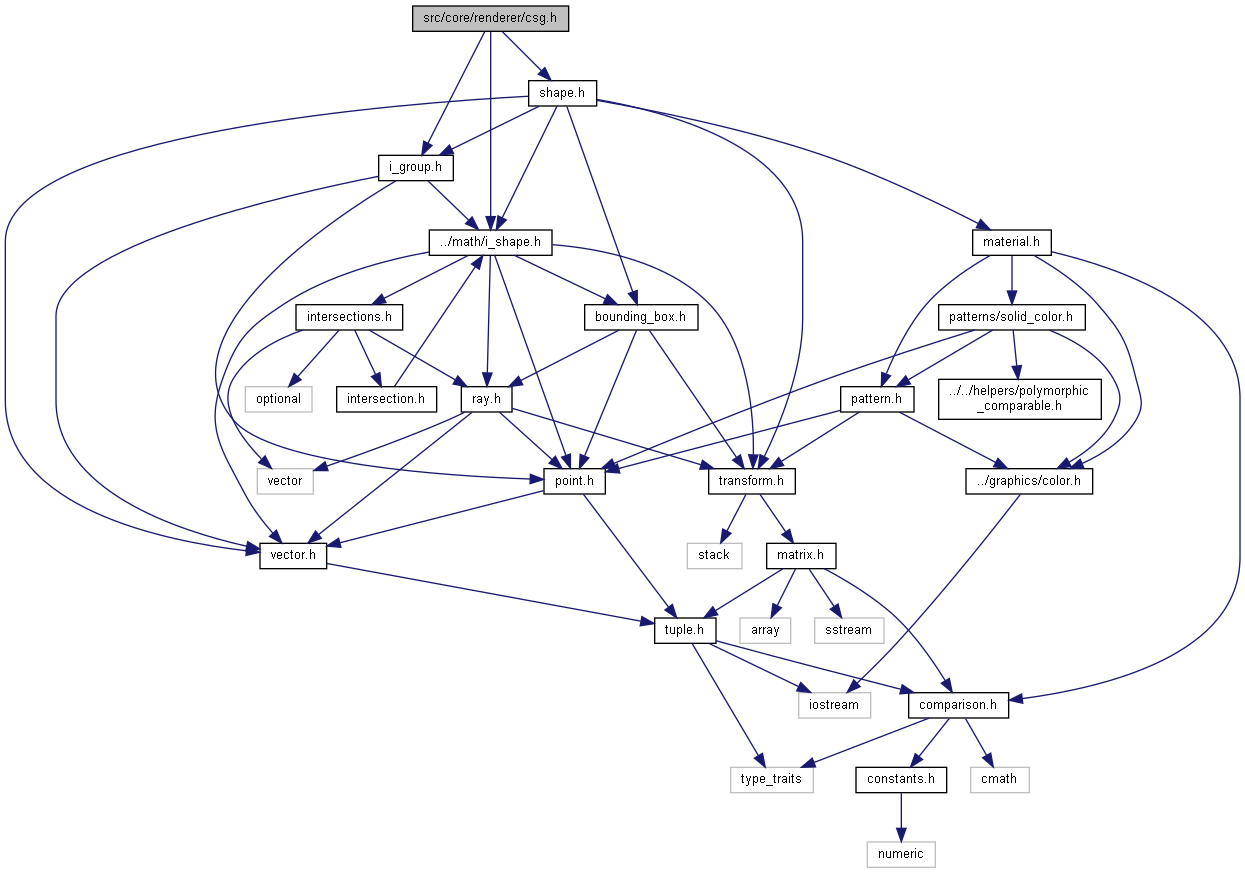 src/core/renderer/csg.h
shape.h
i_group.h
../math/i_shape.h
material.h
intersections.h
bounding_box.h
patterns/solid_color.h
optional
intersection.h
ray.h
pattern.h
../../helpers/polymorphic
_comparable.h
vector
point.h
transform.h
../graphics/color.h
vector.h
stack
matrix.h
tuple.h
array
sstream
iostream
comparison.h
type_traits
constants.h
cmath
numeric